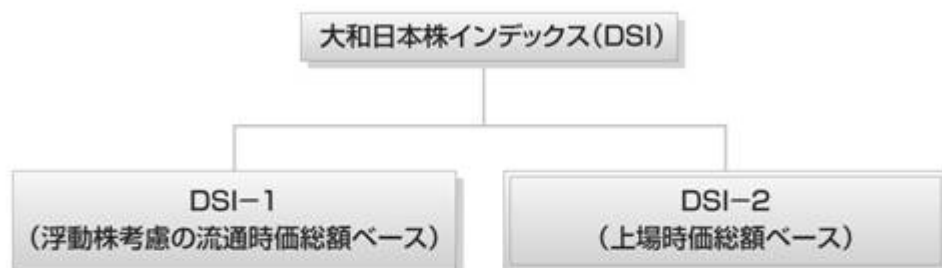 大和日本株インデックス(DSI)
DSI-1
(浮動株考慮の流通時価総額ベース)
DSI-2
(上場時価総額ベース)